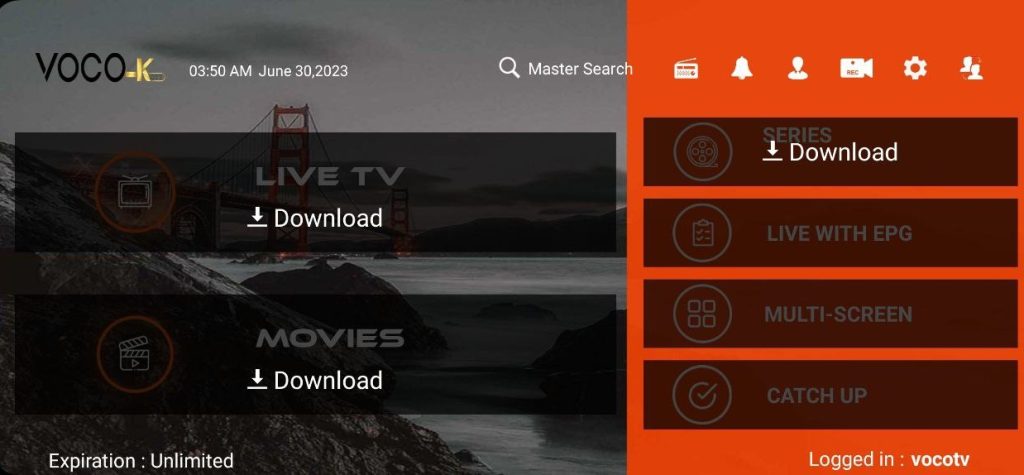 VOCO-K
03:50 AM June 30,2023
Master Search
REC
LIVE TV
Download
MOVIES
Download
SERIES
Download
LIVE WITH EPG
MULTI-SCREEN
CATCH UP
Expiration : Unlimited
Logged in : vocotv